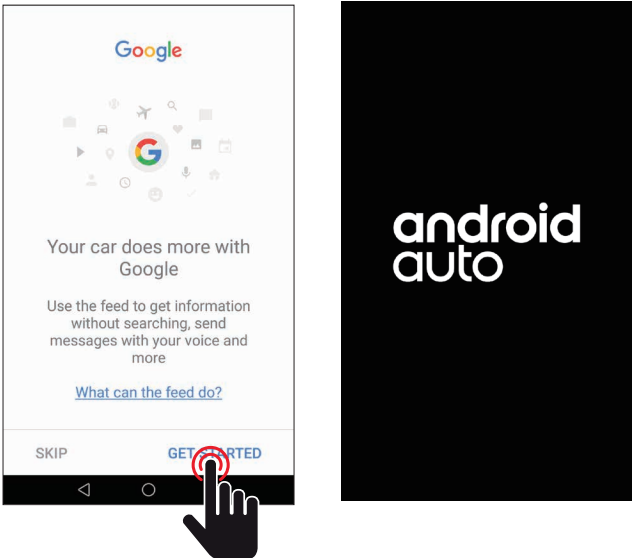 Google
Your car does more with
Google
Use the feed to get information
without searching, send
messages with your voice and
more
What can the feed do?
SKIP
GET STARTED
android
auto